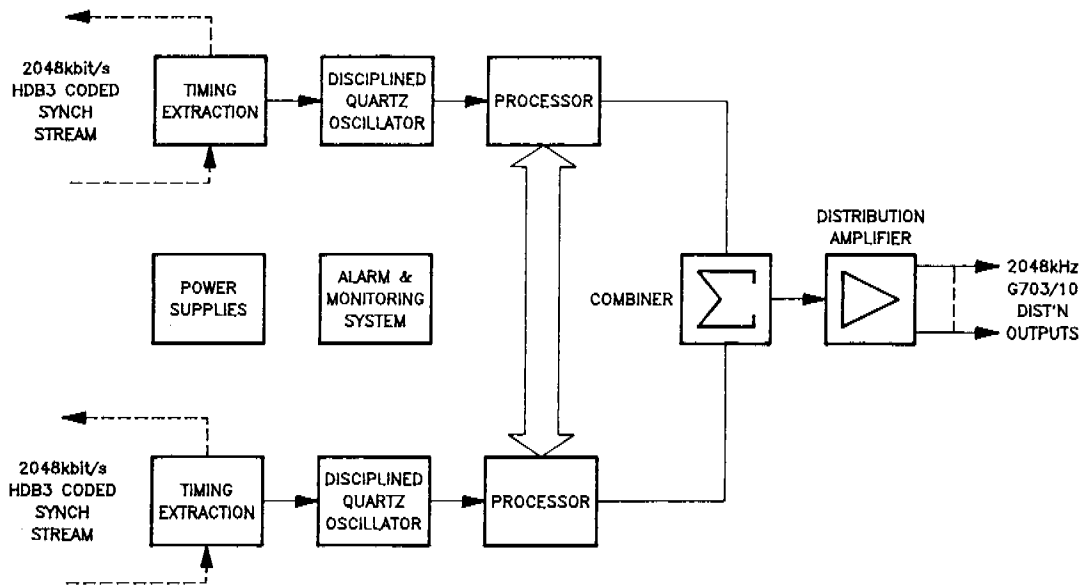 2048kbit/s
HDB3 CODED
SYNCH
STREAM
TIMING
EXTRACTION
DISCIPLINED
QUARTZ
OSCILLATOR
PROCESSOR
POWER
SUPPLIES
ALARM &
MONITORING
SYSTEM
COMBINER
Σ
DISTRIBUTION
AMPLIFIER
2048kHz
G703/10
DIST'N
OUTPUTS
2048kbit/s
HDB3 CODED
SYNCH
STREAM
TIMING
EXTRACTION
DISCIPLINED
QUARTZ
OSCILLATOR
PROCESSOR